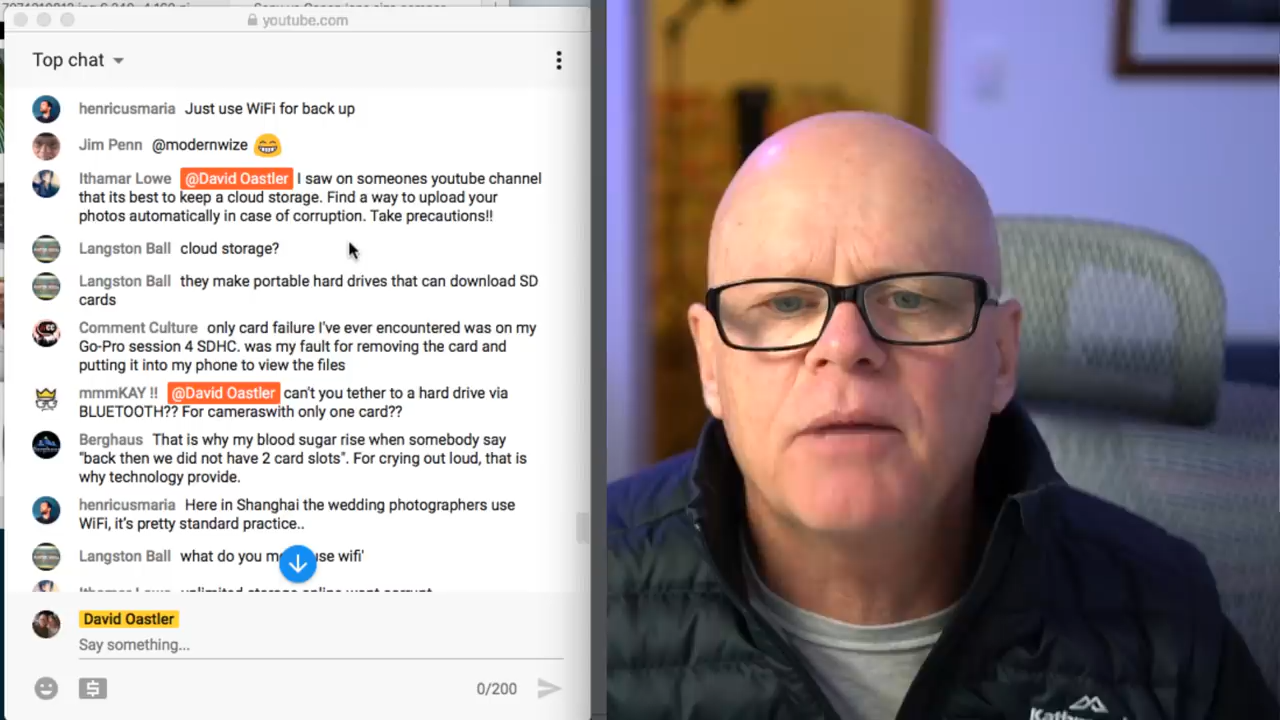 youtube.com
Top chat
henricusmaria Just use WiFi for back up
Jim Penn @modernwize
Ithamar Lowe @David Oastler I saw on someones youtube channel
that its best to keep a cloud storage. Find a way to upload your
photos automatically in case of corruption. Take precautions!!
Langston Ball cloud storage?
Langston Ball they make portable hard drives that can download SD
cards
Comment Culture only card failure I've ever encountered was on my
Go-Pro session 4 SDHC. was my fault for removing the card and
putting it into my phone to view the files
mmmKAY !! @David Oastler can't you tether to a hard drive via
BLUETOOTH?? For cameraswith only one card??
Berghaus That is why my blood sugar rise when somebody say
"back then we did not have 2 card slots". For crying out loud, that is
why technology provide.
henricusmaria Here in Shanghai the wedding photographers use
WiFi, it's pretty standard practice..
Langston Ball what do you use wifi'
David Oastler
Say something...
0/200